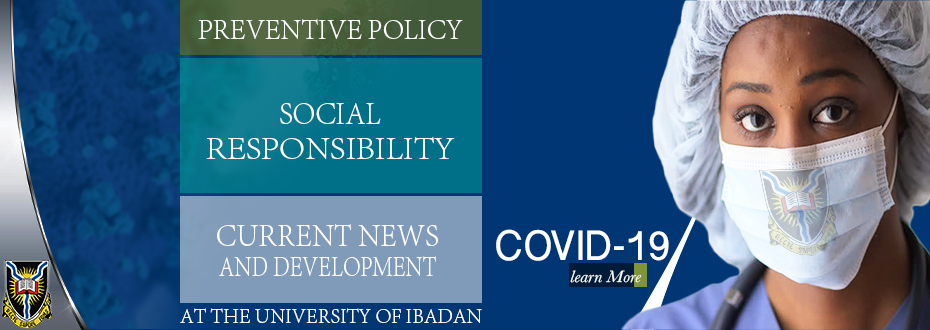 PREVENTIVE POLICY
SOCIAL
RESPONSIBILITY
CURRENT NEWS
AND DEVELOPMENT
AT THE UNIVERSITY OF IBADAN
COVID-19
learn More